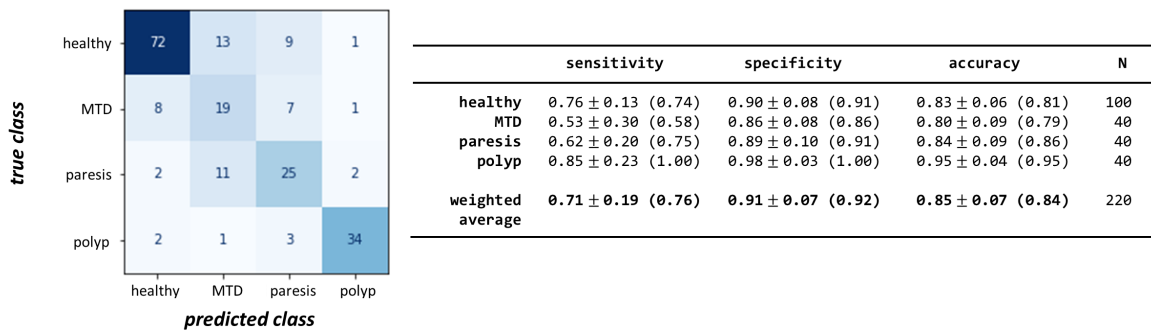 true class
healthy 72 13 9 1
MTD 8 19 7 1
paresis 2 11 25 2
polyp 2 1 3 34
healthy MTD paresis polyp
predicted class
sensitivity specificity accuracy N
healthy 0.76 ± 0.13 (0.74) 0.90 ± 0.08 (0.91) 0.83 ± 0.06 (0.81) 100
MTD 0.53 ± 0.30 (0.58) 0.86 ± 0.08 (0.86) 0.80 ± 0.09 (0.79) 40
paresis 0.62 ± 0.20 (0.75) 0.89 ± 0.10 (0.91) 0.84 ± 0.09 (0.86) 40
polyp 0.85 ± 0.23 (1.00) 0.98 ± 0.03 (1.00) 0.95 ± 0.04 (0.95) 40
weighted 0.71 ± 0.19 (0.76) 0.91 ± 0.07 (0.92) 0.85 ± 0.07 (0.84) 220
average